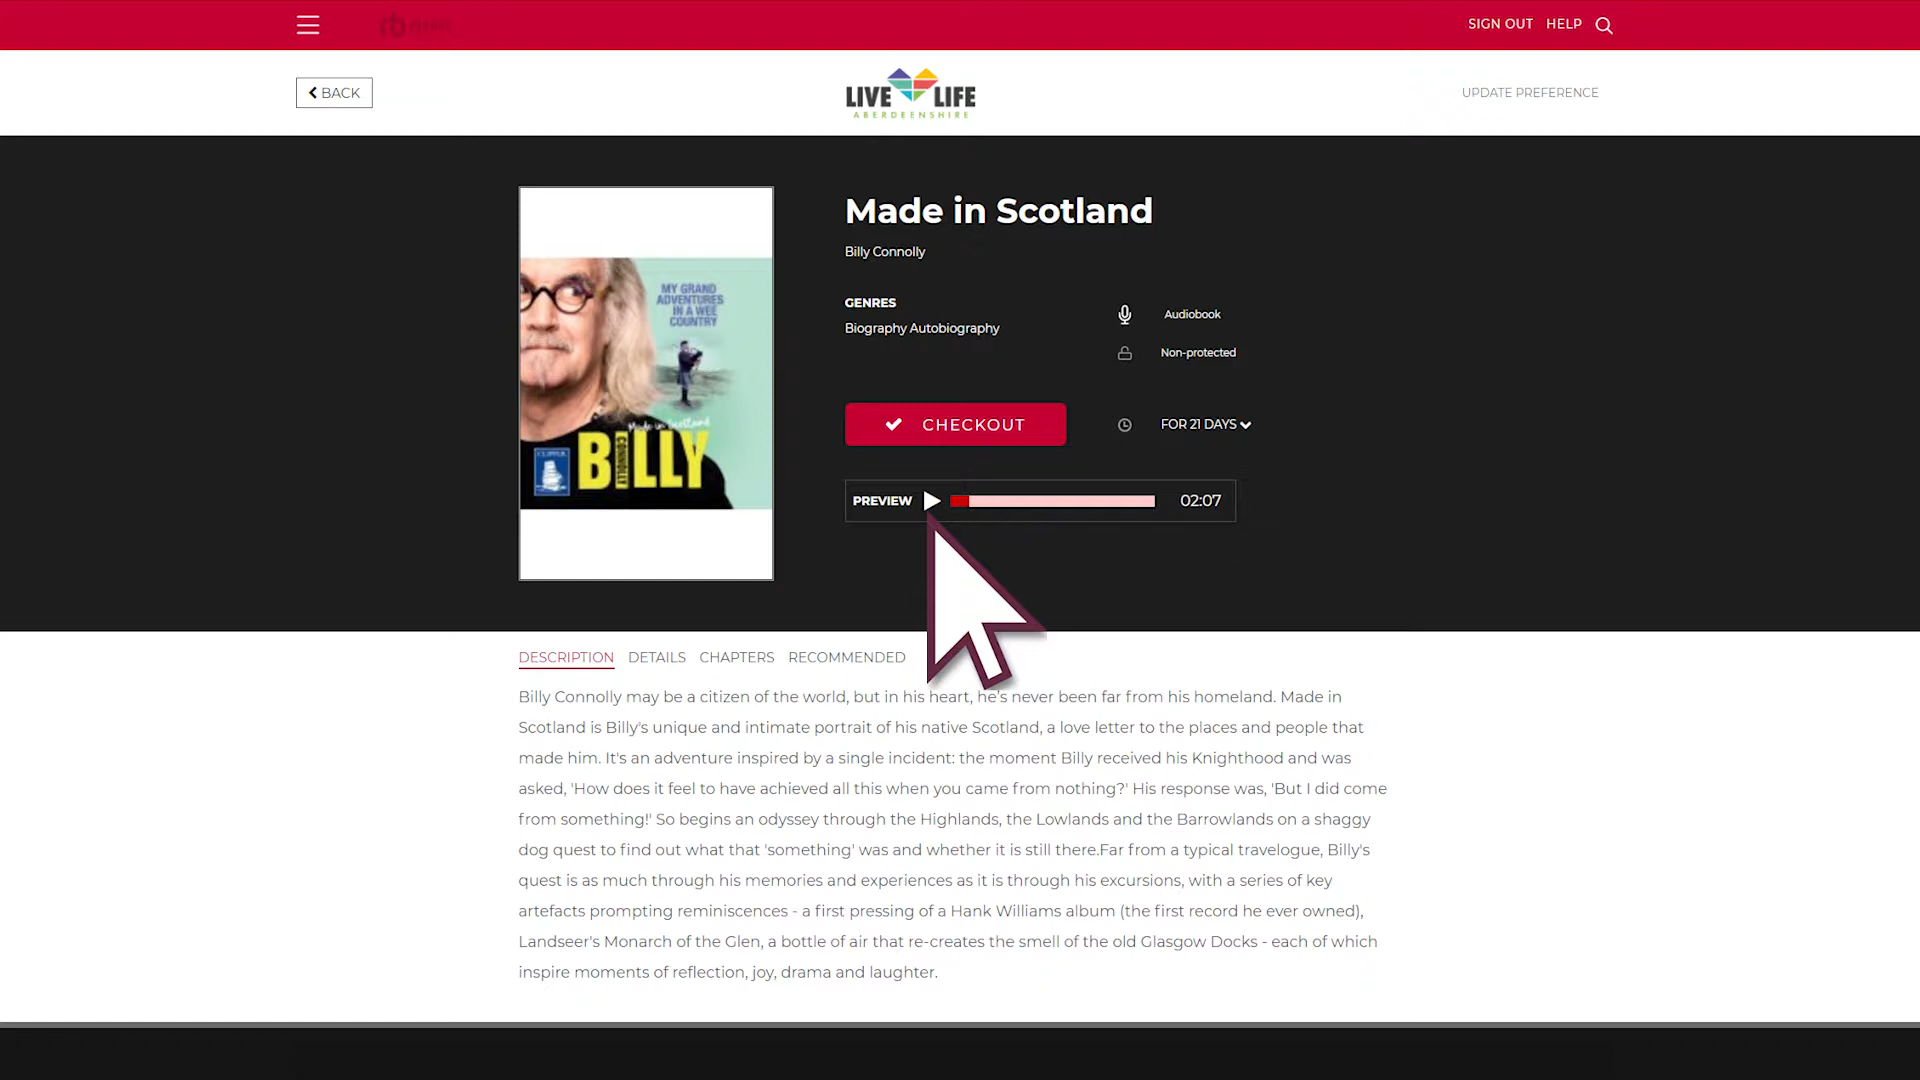 SIGN OUT HELP
BACK
LIVE LIFE
ABERDEENSHIRE
UPDATE PREFERENCE
Made in Scotland
Billy Connolly
GENRES
Biography Autobiography
Audiobook
Non-protected
CHECKOUT
FOR 21 DAYS
PREVIEW 02:07
MY GRAND
ADVENTURES
IN A WEE
COUNTRY
Made in Scotland
BILLY
CONNOLLY
CLIPPER
DESCRIPTION DETAILS CHAPTERS RECOMMENDED
Billy Connolly may be a citizen of the world, but in his heart, he's never been far from his homeland. Made in
Scotland is Billy's unique and intimate portrait of his native Scotland, a love letter to the places and people that
made him. It's an adventure inspired by a single incident: the moment Billy received his Knighthood and was
asked, 'How does it feel to have achieved all this when you came from nothing?' His response was, 'But I did come
from something!' So begins an odyssey through the Highlands, the Lowlands and the Barrowlands on a shaggy
dog quest to find out what that 'something' was and whether it is still there.Far from a typical travelogue, Billy's
quest is as much through his memories and experiences as it is through his excursions, with a series of key
artefacts prompting reminiscences - a first pressing of a Hank Williams album (the first record he ever owned),
Landseer's Monarch of the Glen, a bottle of air that re-creates the smell of the old Glasgow Docks - each of which
inspire moments of reflection, joy, drama and laughter.